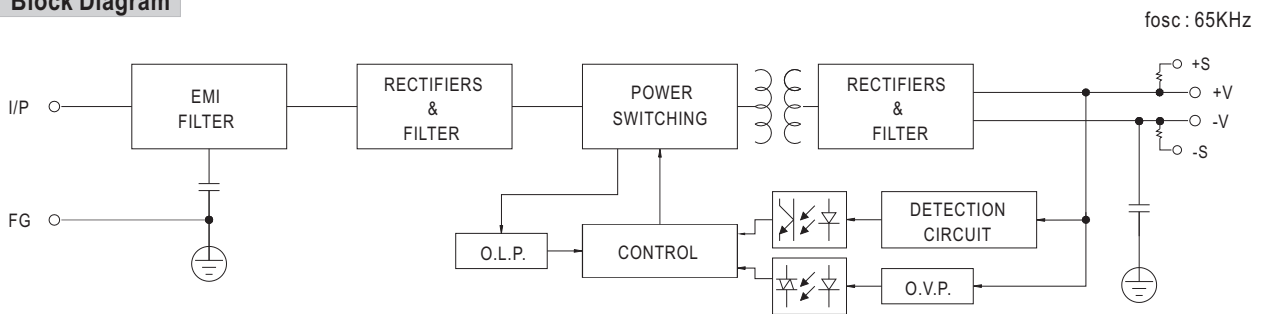 Block Diagram
fosc : 65KHz
I/P
EMI
FILTER
RECTIFIERS
&
FILTER
POWER
SWITCHING
RECTIFIERS
&
FILTER
+S
+V
-V
-S
FG
O.L.P.
CONTROL
DETECTION
CIRCUIT
O.V.P.